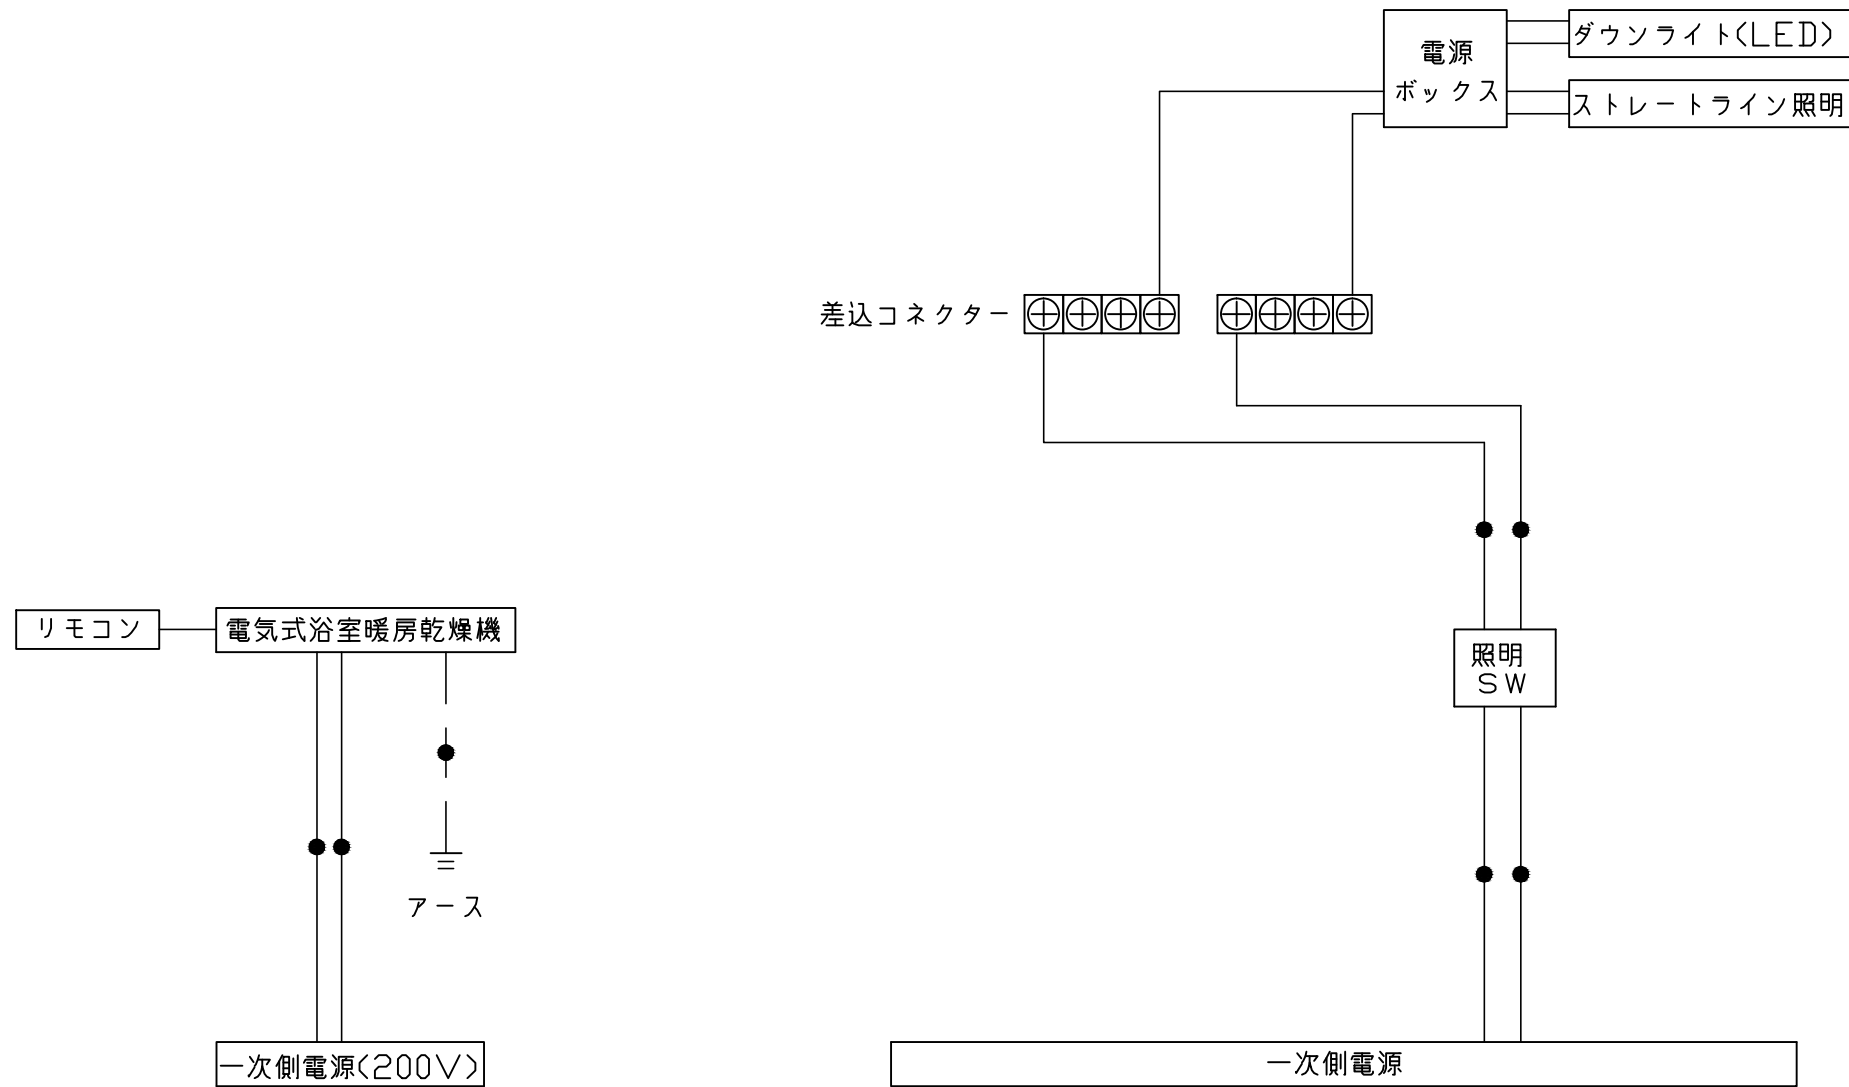 電源
ボックス
ダウンライト(LED)
ストレートライン照明
差込コネクター
リモコン
電気式浴室暖房乾燥機
照明
SW
アース
一次側電源(200V)
一次側電源